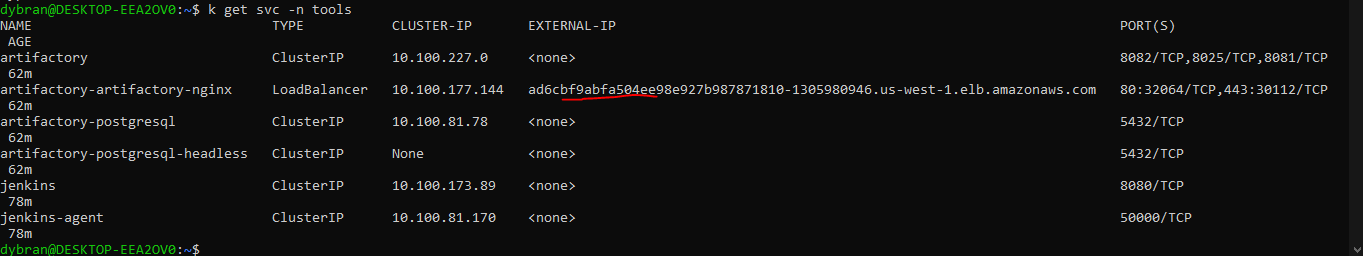 dybran@DESKTOP-EEA2OV0:~$ k get svc -n tools
NAME TYPE CLUSTER-IP EXTERNAL-IP PORT(S)
AGE
artifactory ClusterIP 10.100.227.0 <none> 8082/TCP,8025/TCP,8081/TCP
62m
artifactory-artifactory-nginx LoadBalancer 10.100.177.144 ad6cbf9abfa504ee98e927b987871810-1305980946.us-west-1.elb.amazonaws.com 80:32064/TCP,443:30112/TCP
62m
artifactory-postgresql ClusterIP 10.100.81.78 <none> 5432/TCP
62m
artifactory-postgresql-headless ClusterIP None <none> 5432/TCP
62m
jenkins ClusterIP 10.100.173.89 <none> 8080/TCP
78m
jenkins-agent ClusterIP 10.100.81.170 <none> 50000/TCP
78m
dybran@DESKTOP-EEA2OV0:~$